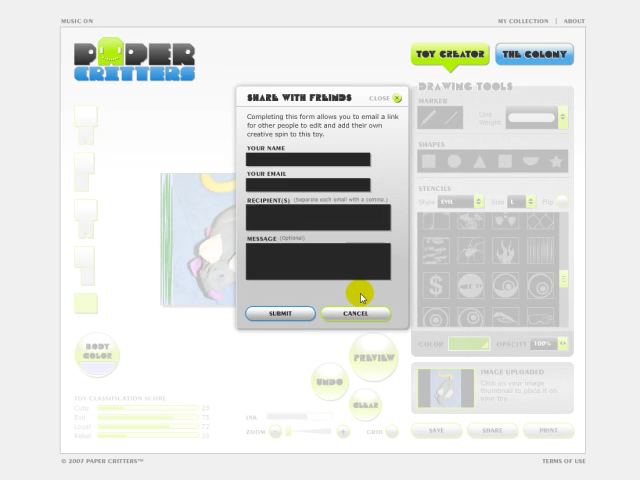 MUSIC ON
MY COLLECTION | ABOUT
PAPER
CRITTERS
TOY CREATOR
THE COLONY
SHARE WITH FREINDS
CLOSE
Completing this form allows you to email a link
for other people to edit and add their own
creative spin to this toy.
YOUR NAME
YOUR EMAIL
RECIPIENT(S) (Separate each email with a comma.)
MESSAGE (Optional)
SUBMIT
CANCEL
DRAWING TOOLS
MARKER
Line
Weight
SHAPES
STENCILS
Style EVIL Size L Flip
COLOR OPACITY 100%
BODY
COLOR
PREVIEW
UNDO
CLEAR
INK
ZOOM
GRID
TOY CLASSIFICATION SCORE
Cute
Evil 75
Loyal 72
Rebel
IMAGE UPLOADED
Click on your image
thumbnail to place it on
your toy.
SAVE
SHARE
PRINT
© 2007 PAPER CRITTERS™
TERMS OF USE